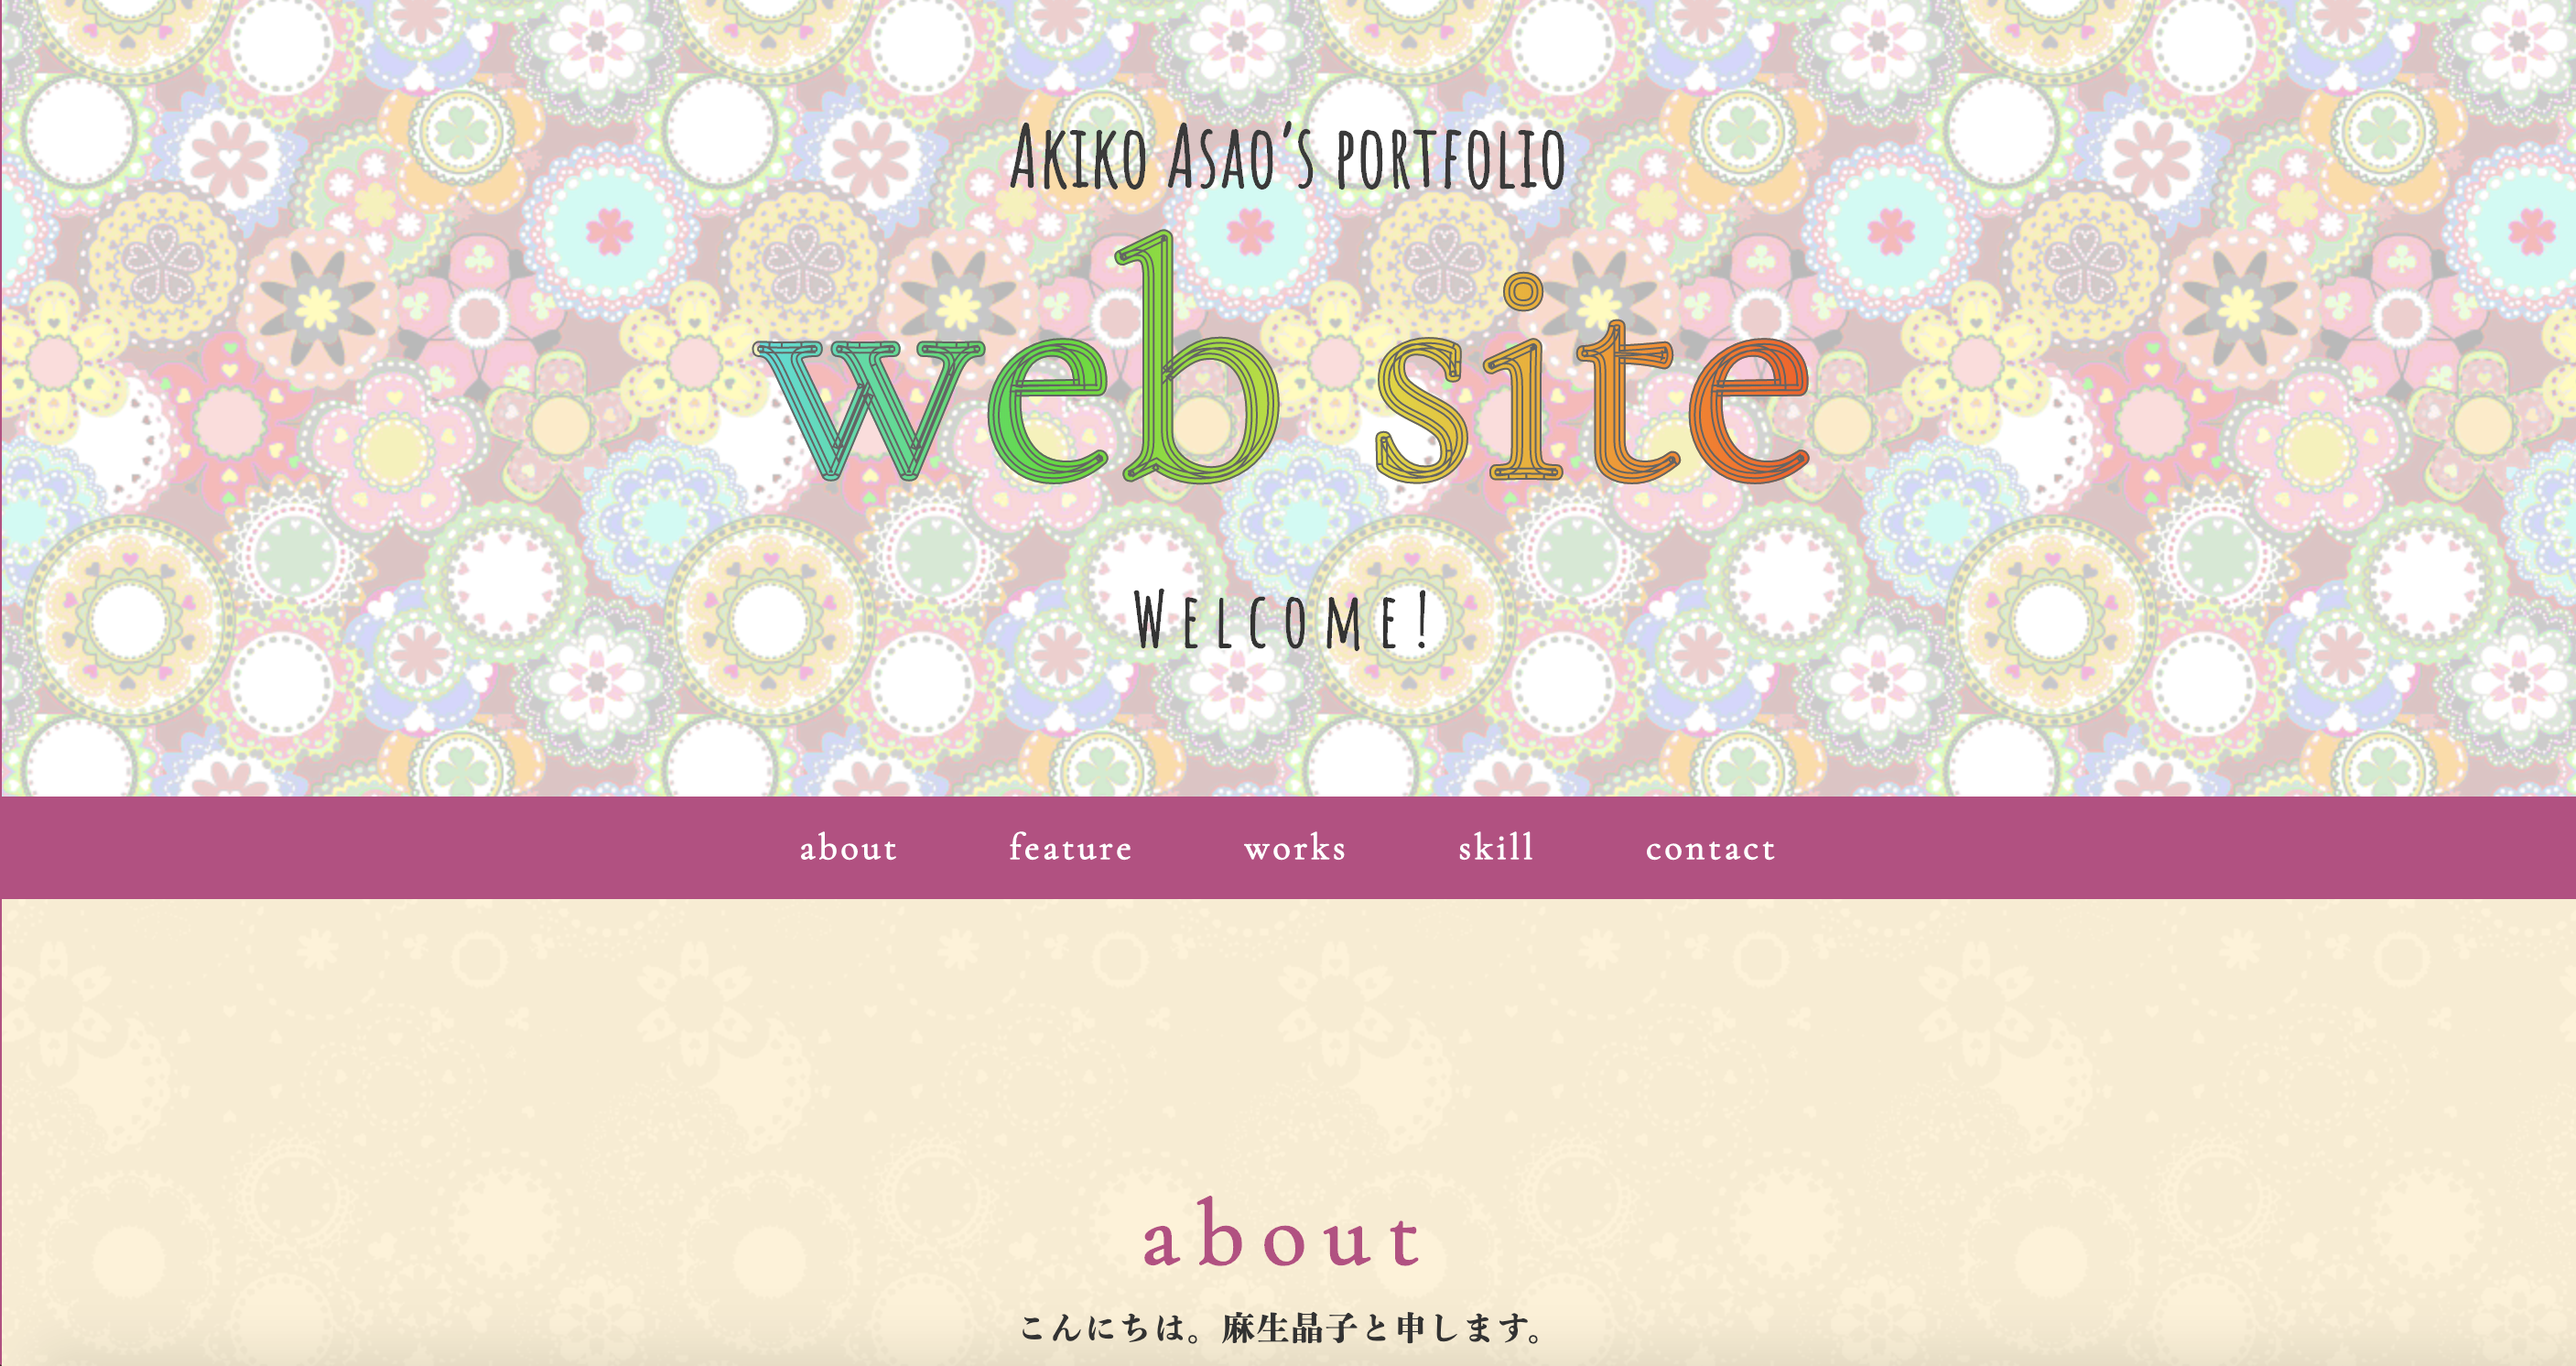 Akiko Asao's portfolio
web site
Welcome!
about feature works skill contact
about
こんにちは。麻生晶子と申します。